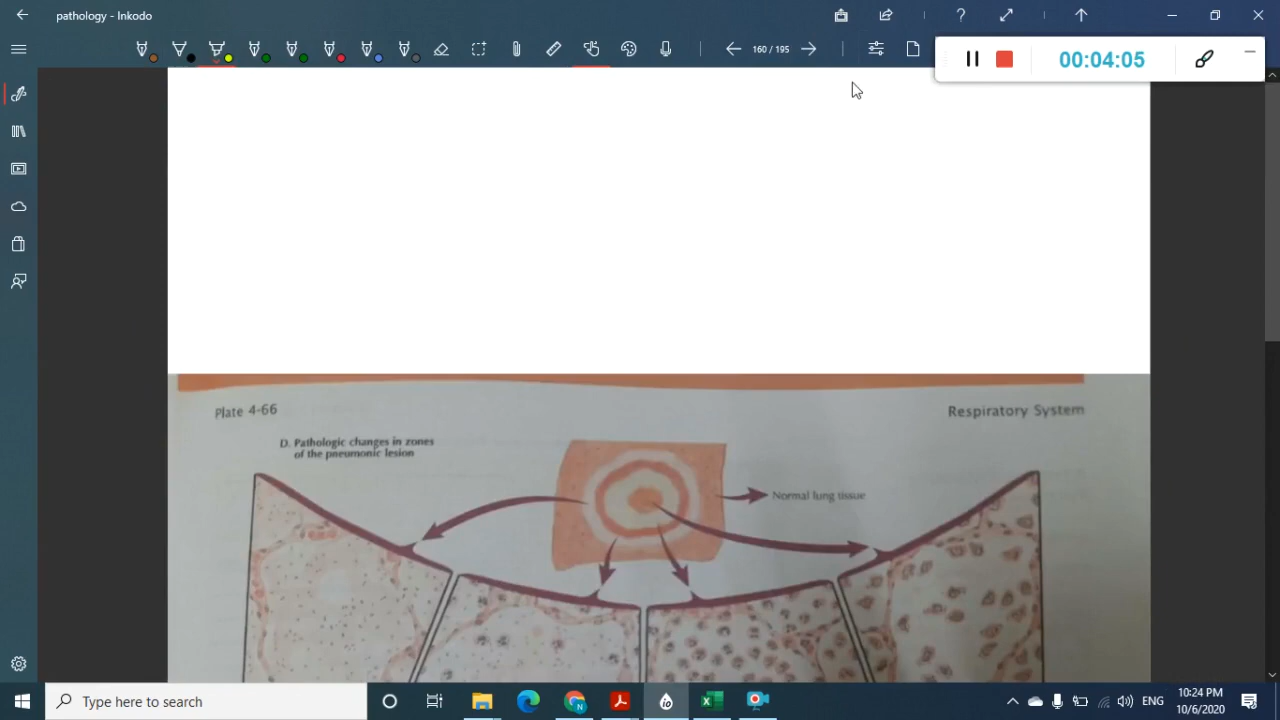 pathology - Inkodo
160 / 195
00:04:05
Plate 4-66
Respiratory System
D. Pathologic changes in zones
of the pneumonic lesion
Normal lung tissue
Type here to search
ENG
10:24 PM
10/6/2020